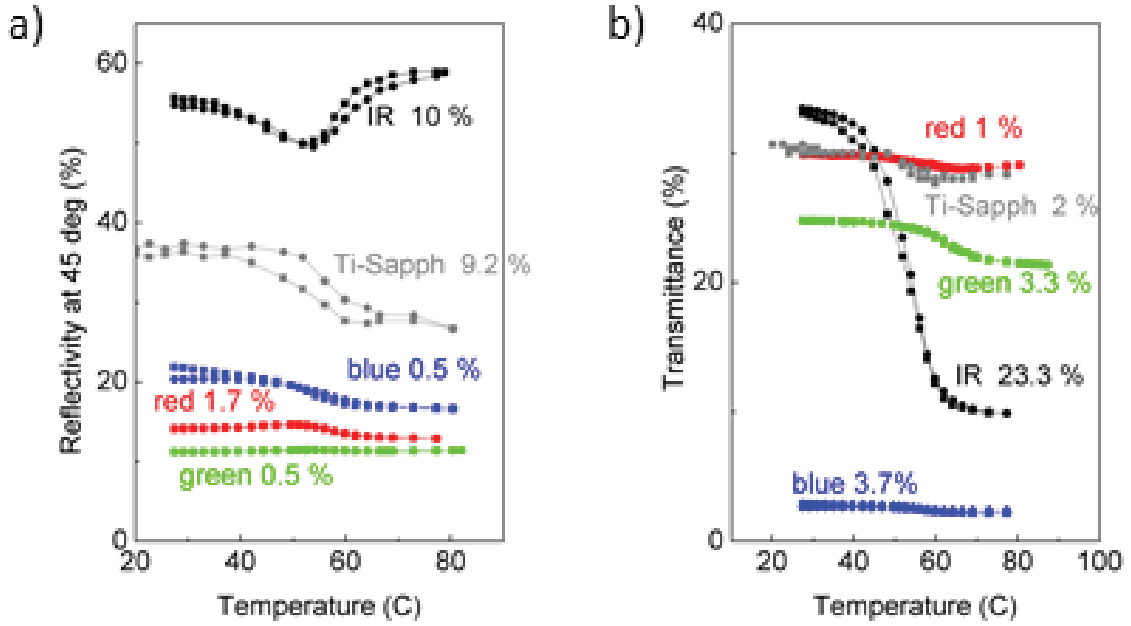 a)
Reflectivity at 45 deg (%)
60
40
20
0
IR 10 %
Ti-Sapph 9.2 %
blue 0.5 %
red 1.7 %
green 0.5 %
20
40
60
80
Temperature (C)
b)
Transmittance (%)
40
20
0
red 1 %
Ti-Sapph 2 %
green 3.3 %
IR 23.3 %
blue 3.7%
20
40
60
80
100
Temperature (C)